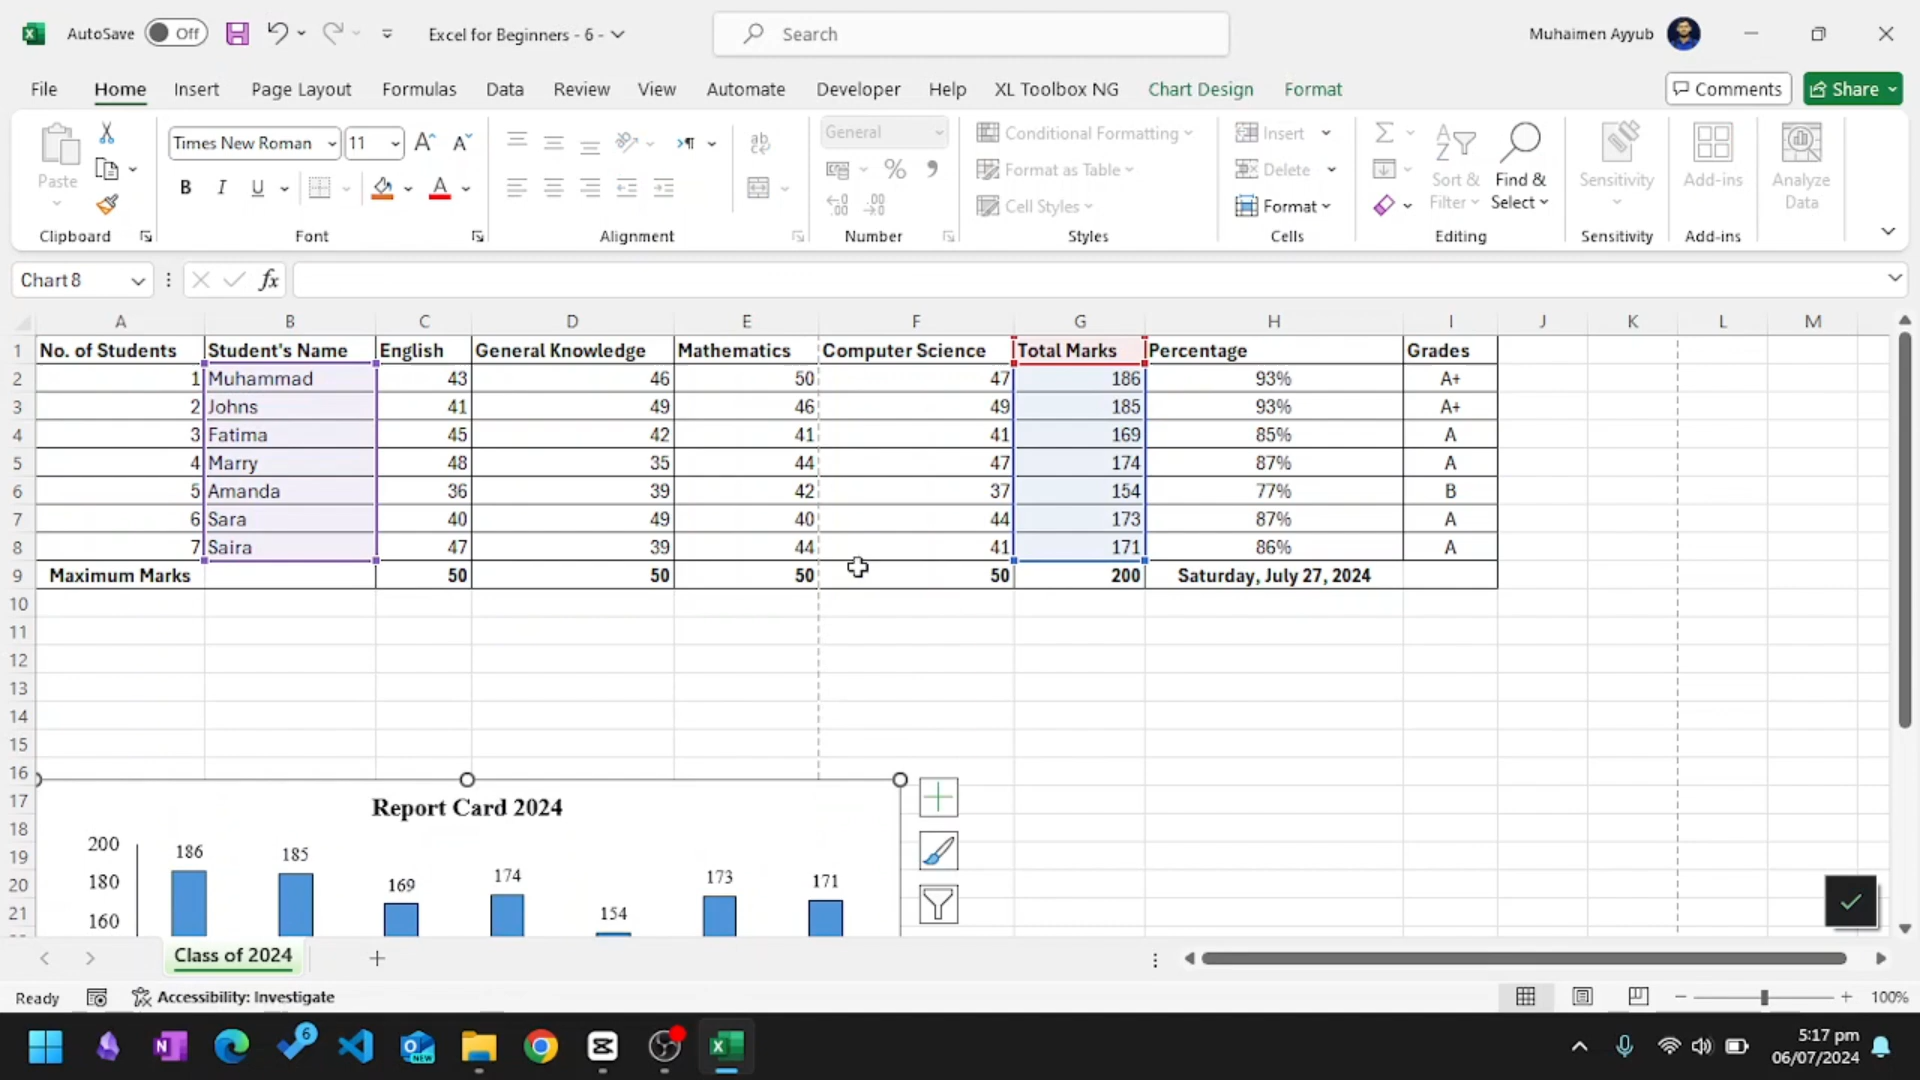 AutoSave Off Excel for Beginners - 6 - Search Muhaimen Ayyub
File Home Insert Page Layout Formulas Data Review View Automate Developer Help XL Toolbox NG Chart Design Format Comments Share
Paste Times New Roman 11 General Conditional Formatting Insert Sort & Filter Find & Select Sensitivity Add-ins Analyze Data
B I U A Format as Table Delete
Cell Styles Format
Clipboard Font Alignment Number Styles Cells Editing Sensitivity Add-ins
Chart 8 fx
A B C D E F G H I J K L M
1 No. of Students Student's Name English General Knowledge Mathematics Computer Science Total Marks Percentage Grades
2 1 Muhammad 43 46 50 47 186 93% A+
3 2 Johns 41 49 46 49 185 93% A+
4 3 Fatima 45 42 41 41 169 85% A
5 4 Marry 48 35 44 47 174 87% A
6 5 Amanda 36 39 42 37 154 77% B
7 6 Sara 40 49 40 44 173 87% A
8 7 Saira 47 39 44 41 171 86% A
9 Maximum Marks 50 50 50 50 200 Saturday, July 27, 2024
10
11
12
13
14
15
16
17 Report Card 2024
18
19 200 186 185 169 174 154 173 171
20 180
21 160
Class of 2024
Ready Accessibility: Investigate 100%
6 NEW 5:17 pm
06/07/2024